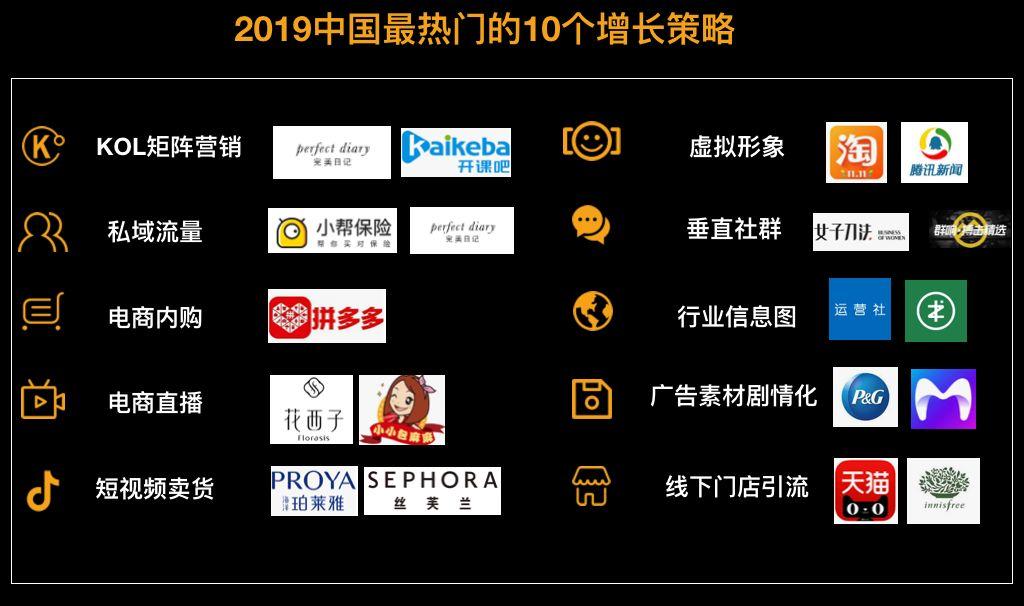 2019中国最热门的10个增长策略
K
KOL矩阵营销
perfect diary
完美日记
Kaikeba
开课吧
私域流量
小帮保险
帮你买对保险
perfect diary
完美日记
电商内购
拼
拼多多
电商直播
花西子
Florasis
小小包麻麻
短视频卖货
PROYA
海洋
珀莱雅
SEPHORA
丝芙兰
虚拟形象
淘
11.11
腾讯新闻
垂直社群
女子刀法
BUSINESS
OF WOMEN
群响·搏击精选
行业信息图
运营社
广告素材剧情化
P&G
线下门店引流
天猫
innisfree